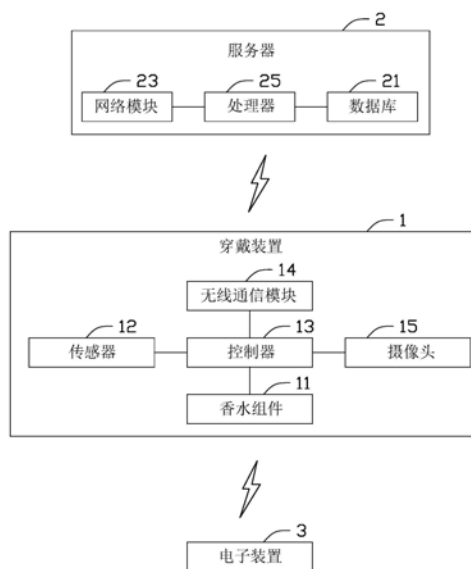 2
服务器
23
25
21
网络模块
处理器
数据库
1
穿戴装置
14
无线通信模块
12
13
15
传感器
控制器
摄像头
11
香水组件
3
电子装置